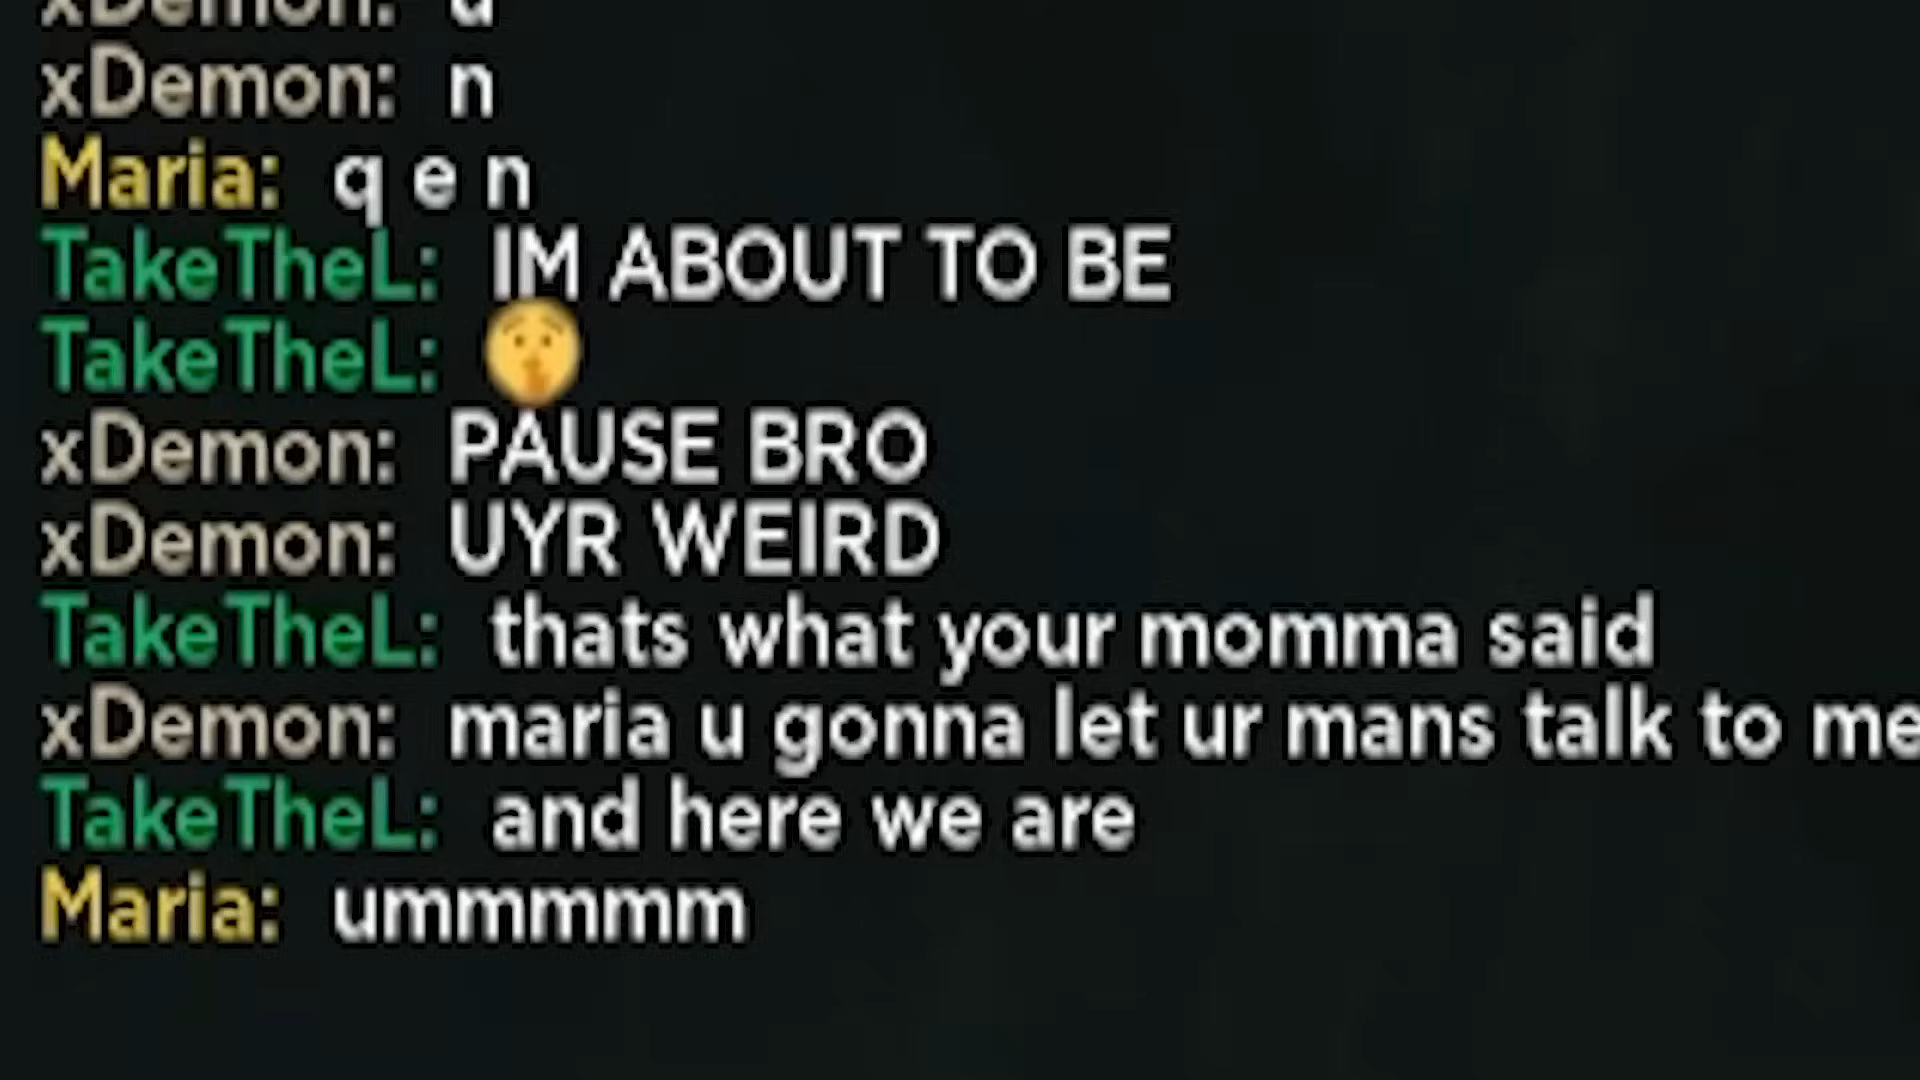 xDemon: u
xDemon: n
Maria: q e n
TakeTheL: IM ABOUT TO BE
TakeTheL: 🤫
xDemon: PAUSE BRO
xDemon: UYR WEIRD
TakeTheL: thats what your momma said
xDemon: maria u gonna let ur mans talk to me
TakeTheL: and here we are
Maria: ummmmm